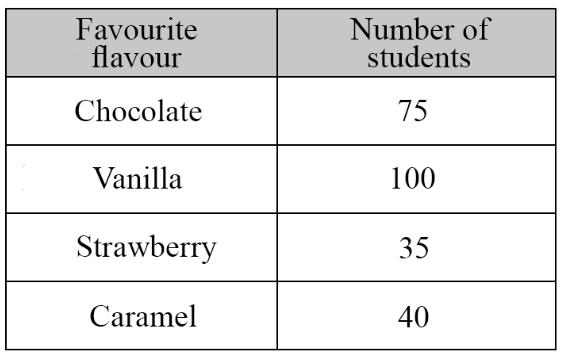 Favourite flavour
Number of students
Chocolate 75
Vanilla 100
Strawberry 35
Caramel 40